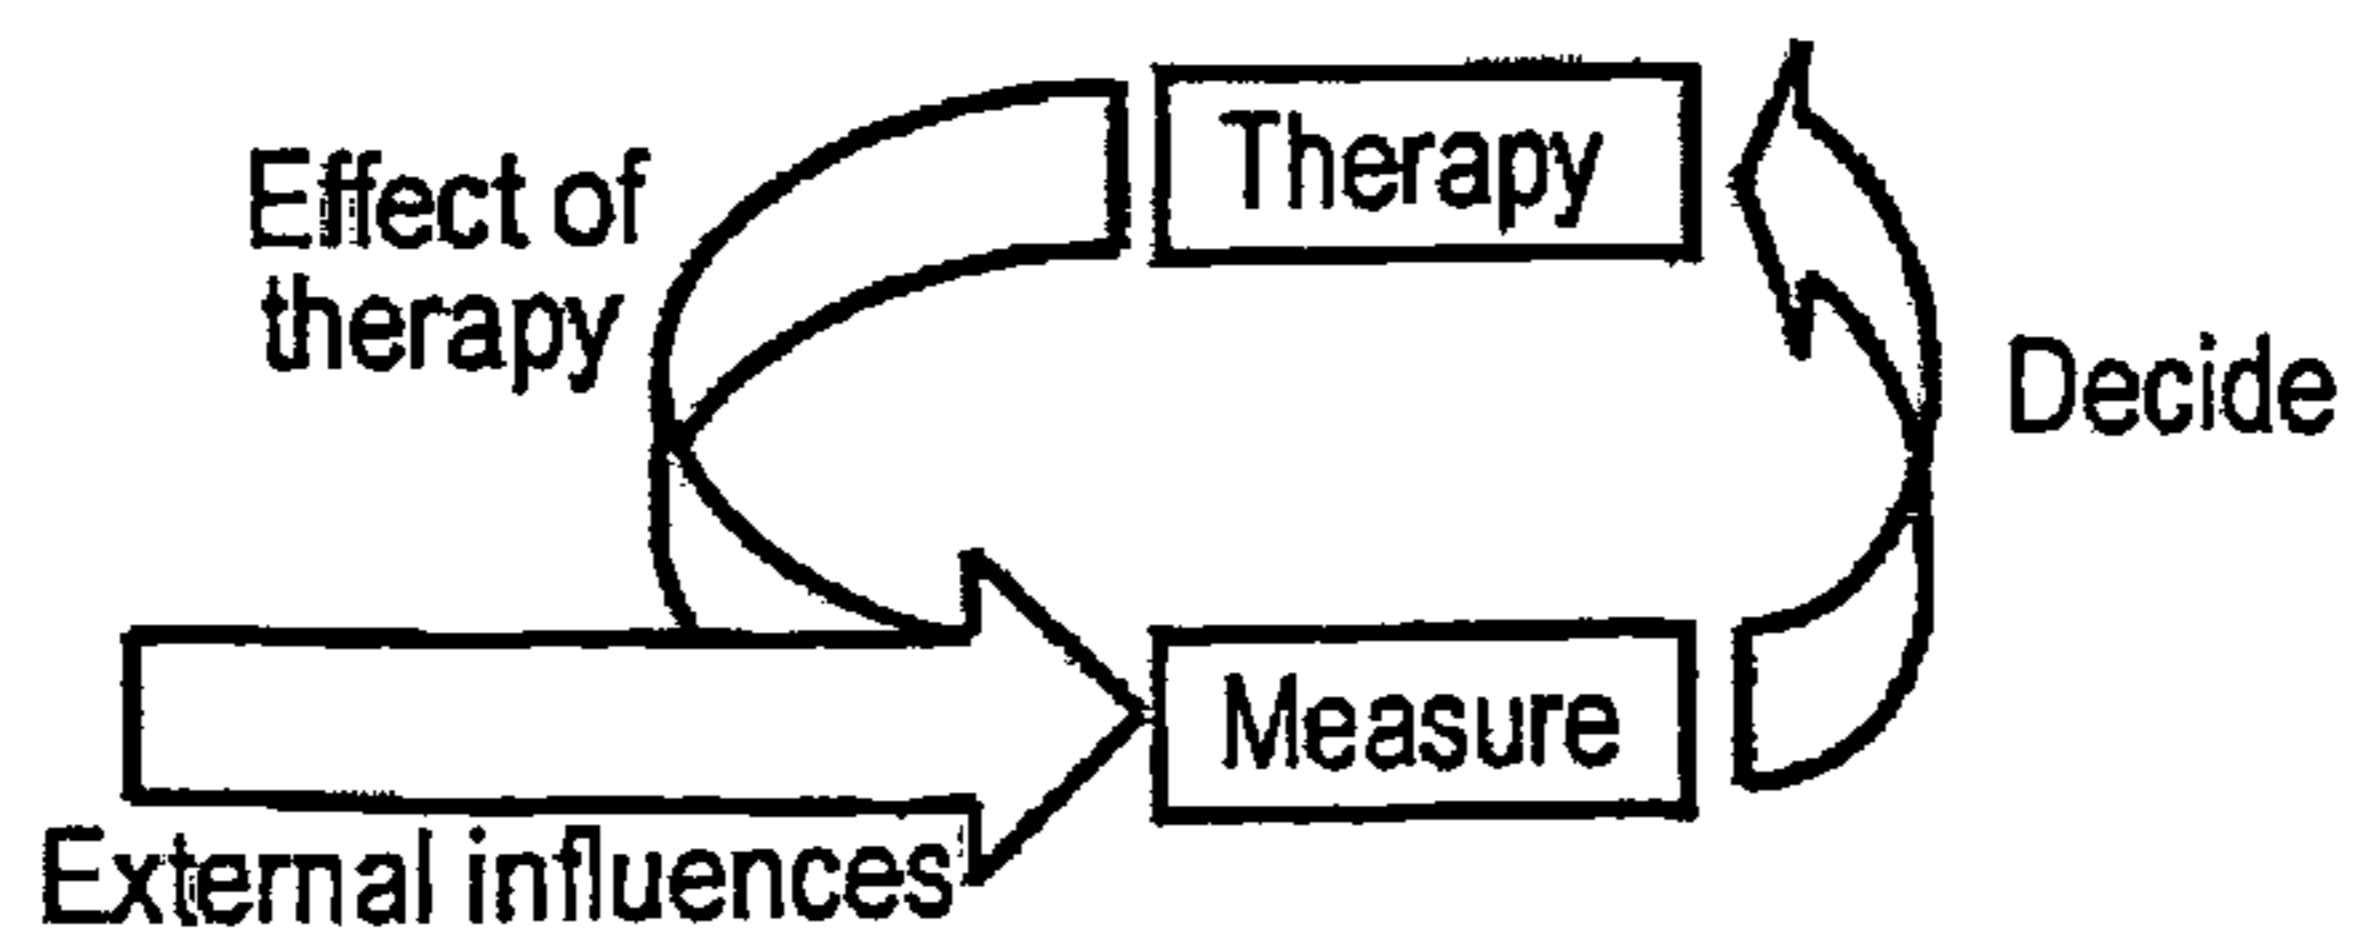 Therapy
Effect of
therapy
Decide
Measure
External influences